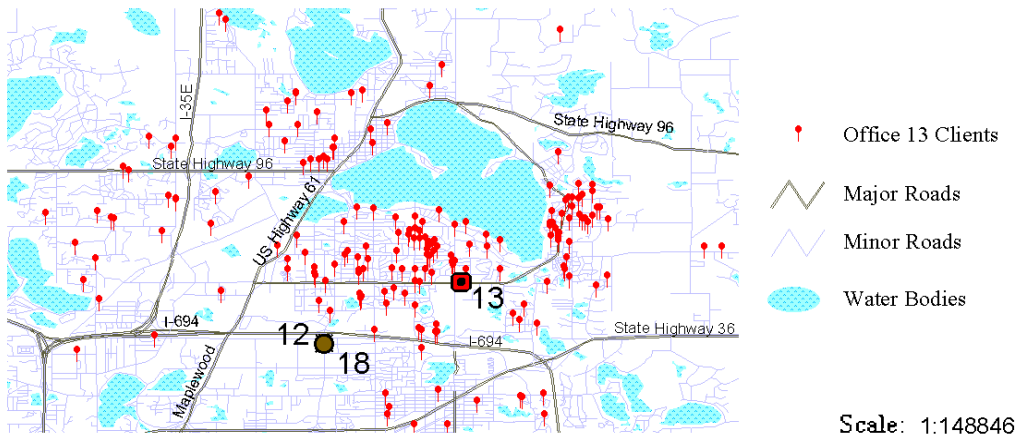 I-35E
State Highway 96
State Highway 96
US Highway 61
13
I-694
12
18
I-694
State Highway 36
Maplewood
Office 13 Clients
Major Roads
Minor Roads
Water Bodies
Scale: 1:148846